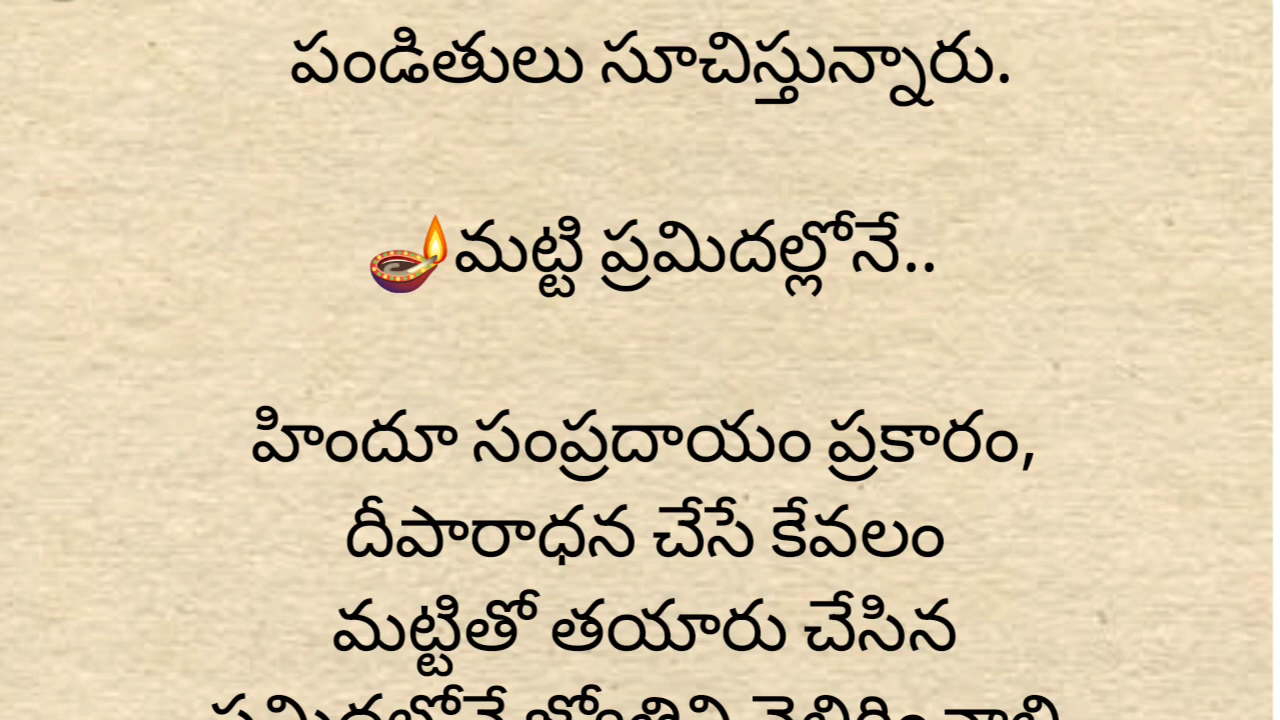 పండితులు సూచిస్తున్నారు.
🪔మట్టి ప్రమిదల్లోనే..
హిందూ సంప్రదాయం ప్రకారం,
దీపారాధన చేసే కేవలం
మట్టితో తయారు చేసిన